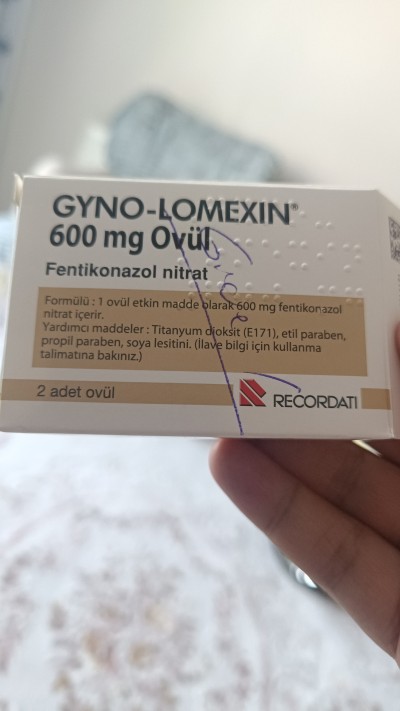 GYNO-LOMEXIN®
600 mg Ovül
Fentikonazol nitrat
Formülü : 1 ovül etkin madde olarak 600 mg fentikonazol
nitrat içerir.
Yardımcı maddeler : Titanyum dioksit (E171), etil paraben,
propil paraben, soya lesitini. (İlave bilgi için kullanma
talimatına bakınız.)
2 adet ovül
RECORDATI